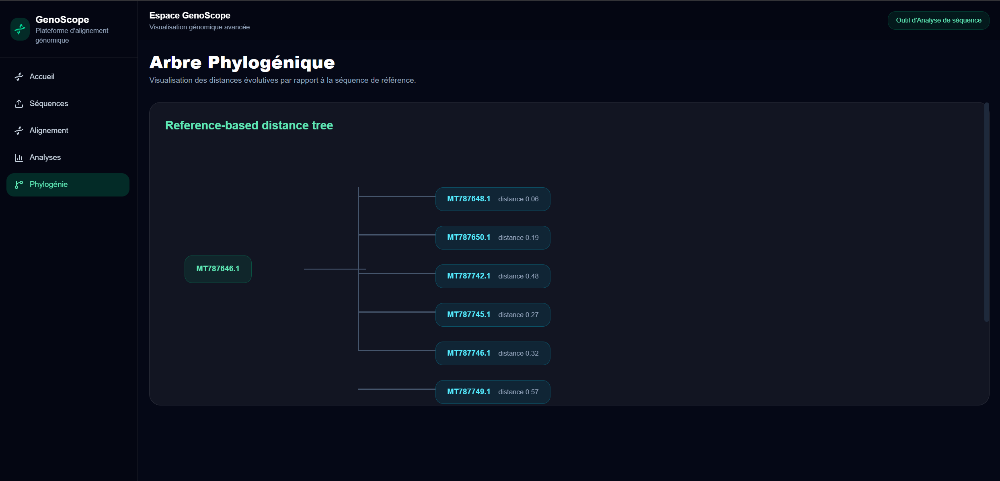 GenoScope
Plateforme d’alignement
génomique
Accueil
Séquences
Alignement
Analyses
Phylogénie
Espace GenoScope
Visualisation génomique avancée
Outil d'Analyse de séquence
Arbre Phylogénique
Visualisation des distances évolutives par rapport à la séquence de référence.
Reference-based distance tree
MT787646.1
MT787648.1 distance 0.06
MT787650.1 distance 0.19
MT787742.1 distance 0.48
MT787745.1 distance 0.27
MT787746.1 distance 0.32
MT787749.1 distance 0.57